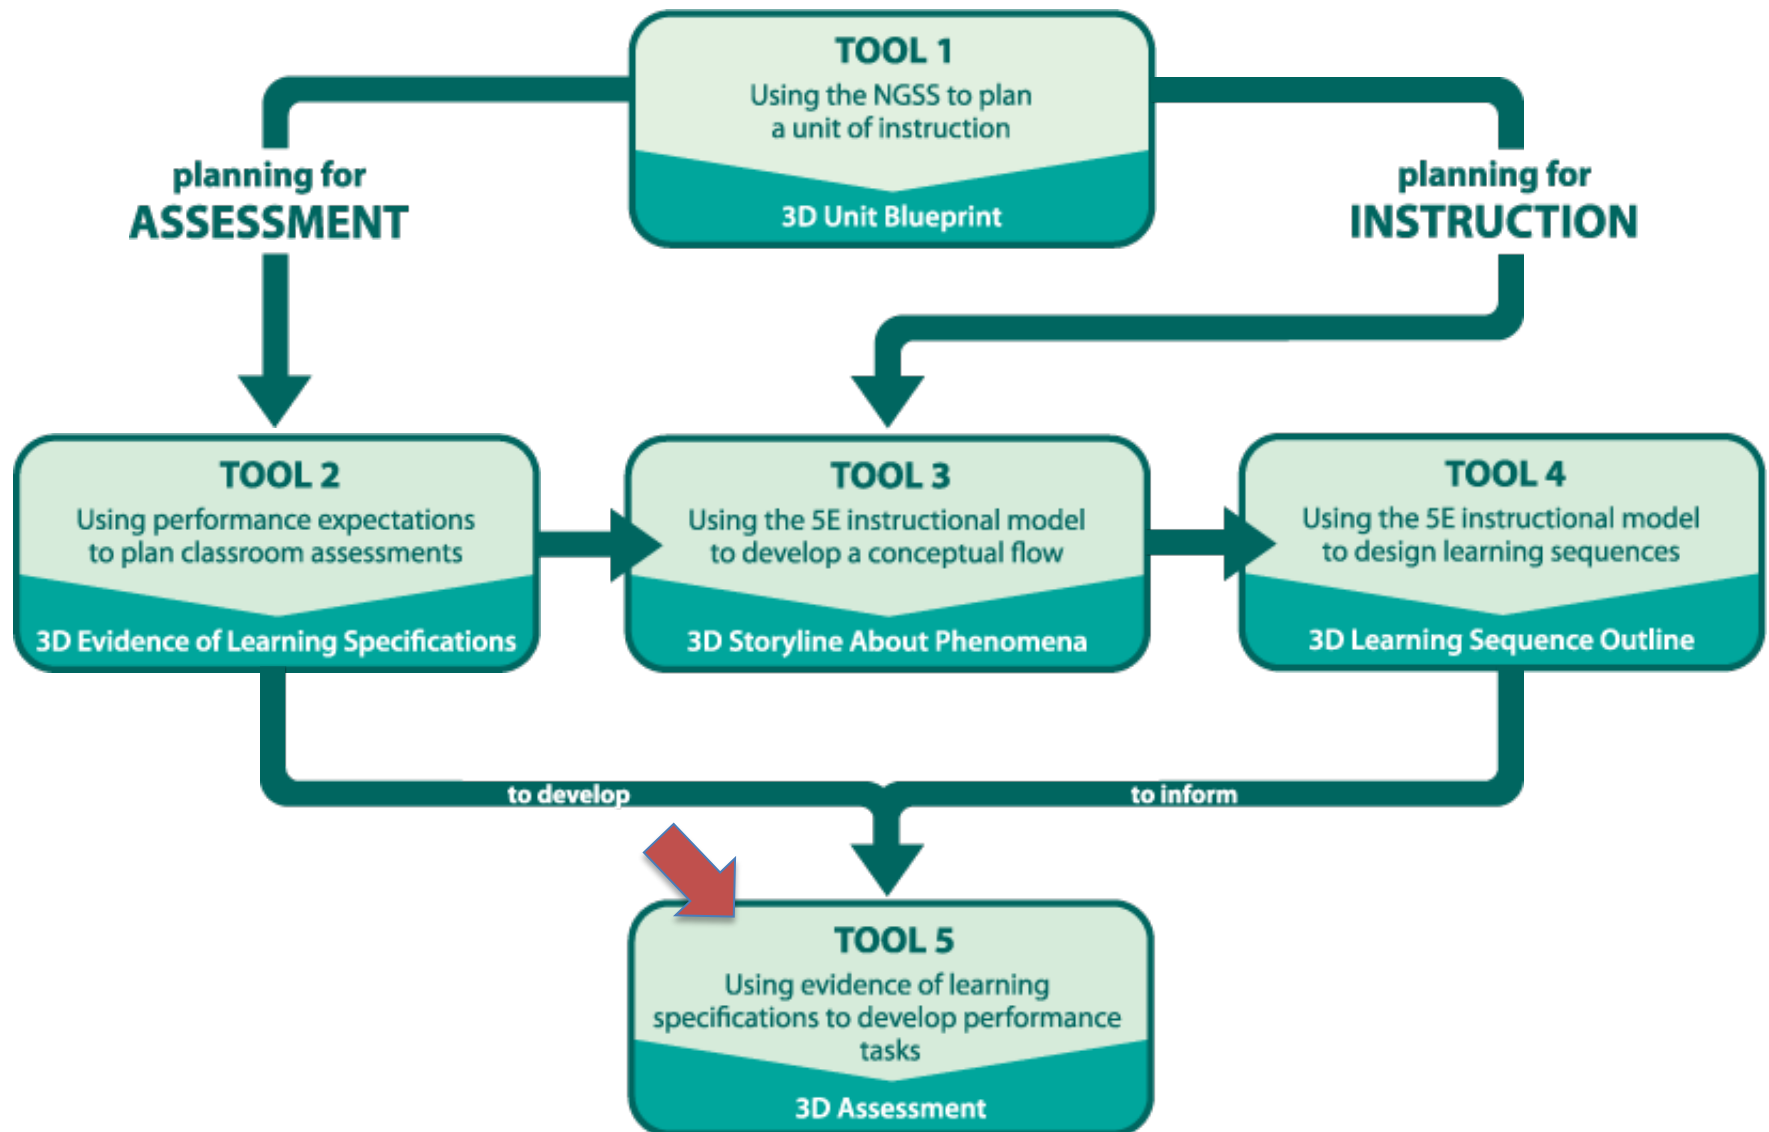 TOOL 1
Using the NGSS to plan
a unit of instruction
3D Unit Blueprint
planning for
ASSESSMENT
planning for
INSTRUCTION
TOOL 2
Using performance expectations
to plan classroom assessments
3D Evidence of Learning Specifications
TOOL 3
Using the 5E instructional model
to develop a conceptual flow
3D Storyline About Phenomena
TOOL 4
Using the 5E instructional model
to design learning sequences
3D Learning Sequence Outline
to develop
to inform
TOOL 5
Using evidence of learning
specifications to develop performance
tasks
3D Assessment